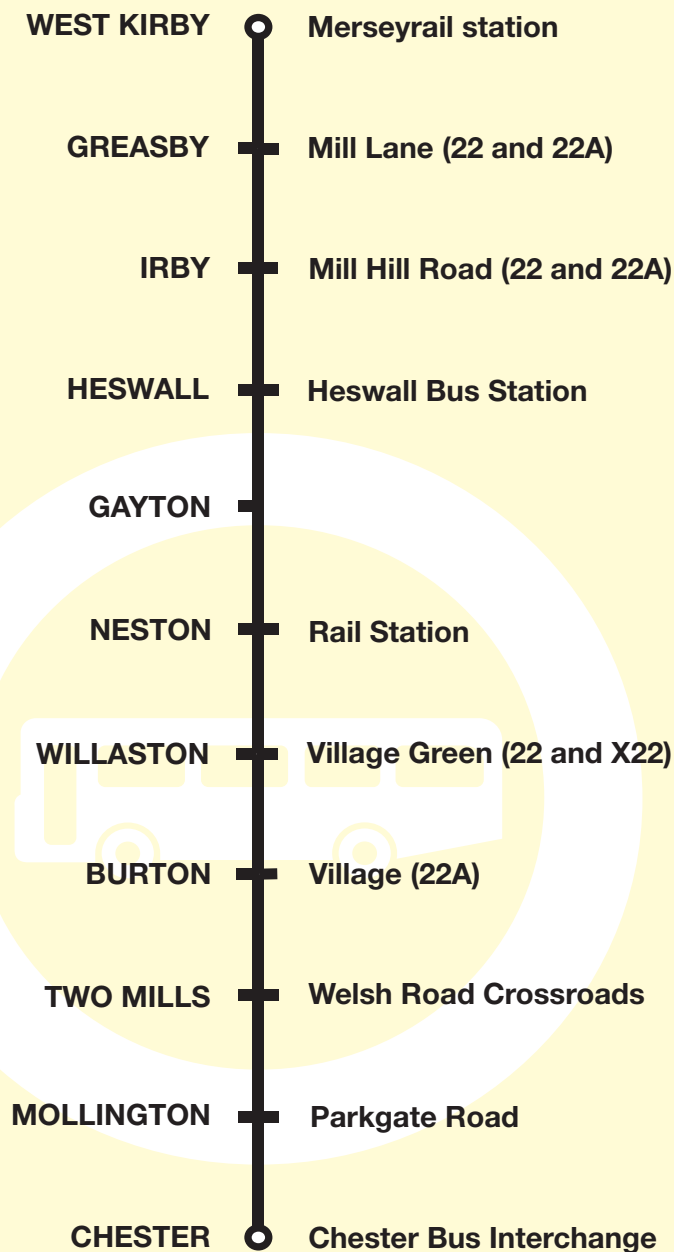 WEST KIRBY Merseyrail station
GREASBY Mill Lane (22 and 22A)
IRBY Mill Hill Road (22 and 22A)
HESWALL Heswall Bus Station
GAYTON
NESTON Rail Station
WILLASTON Village Green (22 and X22)
BURTON Village (22A)
TWO MILLS Welsh Road Crossroads
MOLLINGTON Parkgate Road
CHESTER Chester Bus Interchange